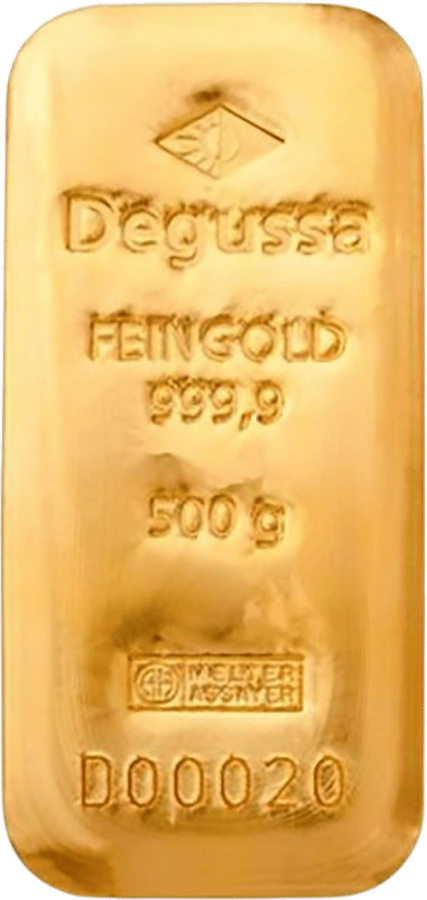 Degussa
FEINGOLD
999,9
500 g
MELTER
ASSAYER
D00020